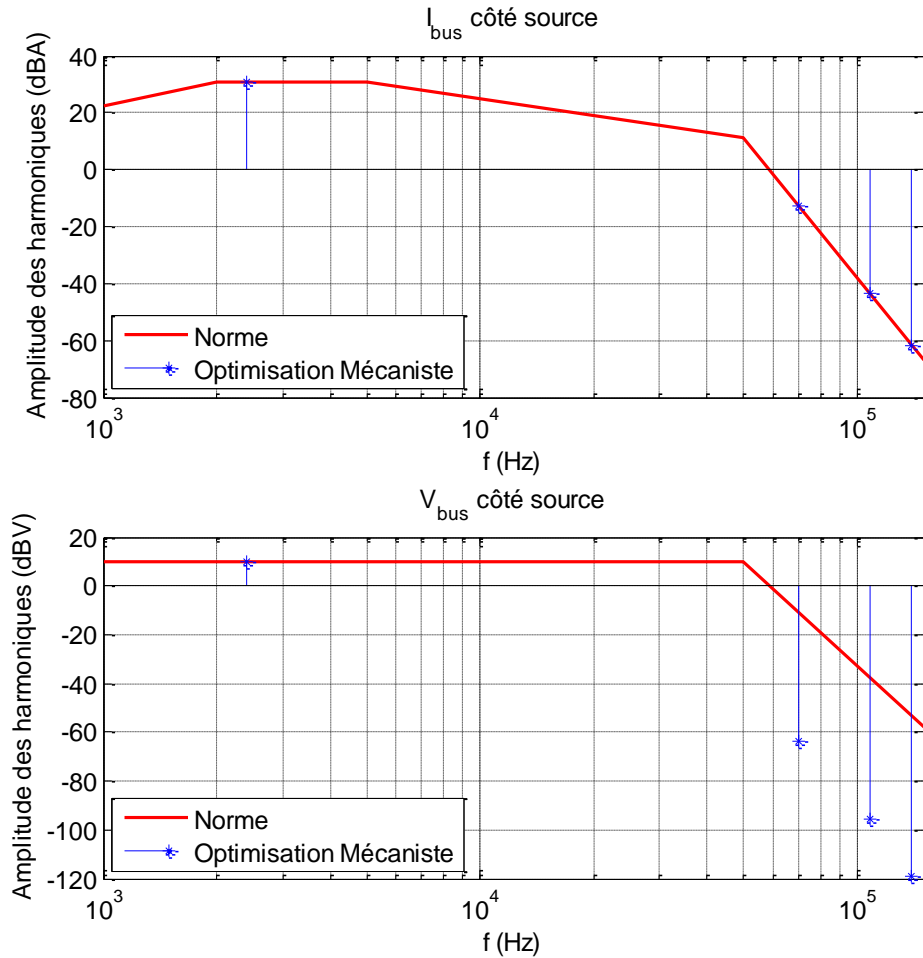 I_bus côté source
Amplitude des harmoniques (dBA)
40
20
0
-20
-40
-60
-80
Norme
Optimisation Mécaniste
10^3
10^4
10^5
f (Hz)
V_bus côté source
Amplitude des harmoniques (dBV)
20
0
-20
-40
-60
-80
-100
-120
Norme
Optimisation Mécaniste
10^3
10^4
10^5
f (Hz)